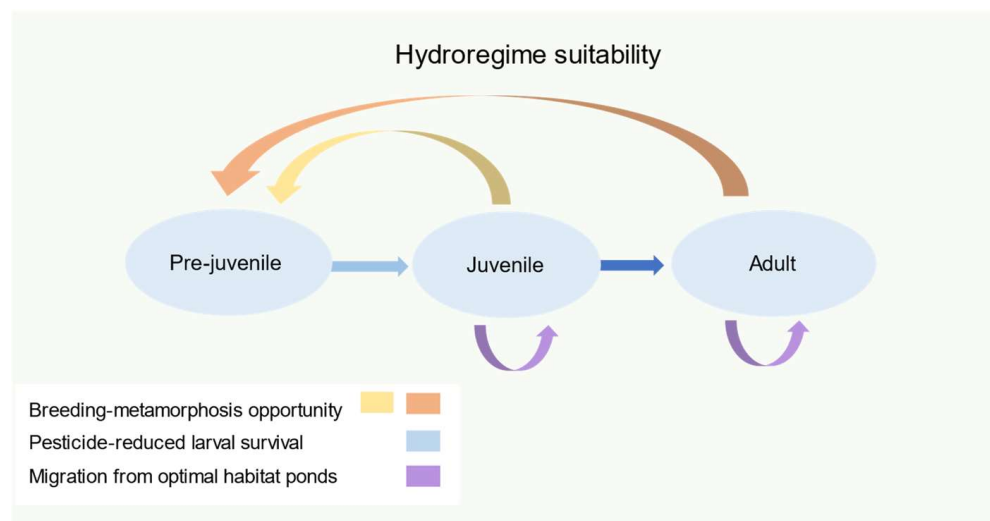 Hydroregime suitability
Pre-juvenile
Juvenile
Adult
Breeding-metamorphosis opportunity
Pesticide-reduced larval survival
Migration from optimal habitat ponds